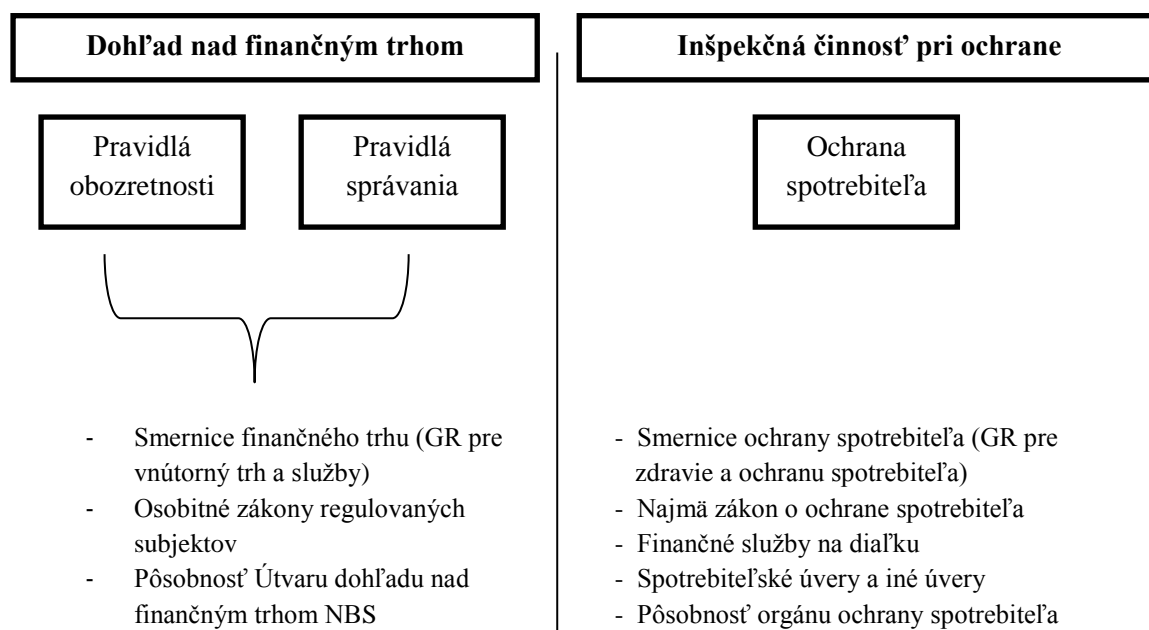 Dohľad nad finančným trhom
Pravidlá
obozretnosti
Pravidlá
správania
- Smernice finančného trhu (GR pre
vnútorný trh a služby)
- Osobitné zákony regulovaných
subjektov
- Pôsobnosť Útvaru dohľadu nad
finančným trhom NBS
Inšpekčná činnosť pri ochrane
Ochrana
spotrebiteľa
- Smernice ochrany spotrebiteľa (GR pre
zdravie a ochranu spotrebiteľa)
- Najmä zákon o ochrane spotrebiteľa
- Finančné služby na diaľku
- Spotrebiteľské úvery a iné úvery
- Pôsobnosť orgánu ochrany spotrebiteľa